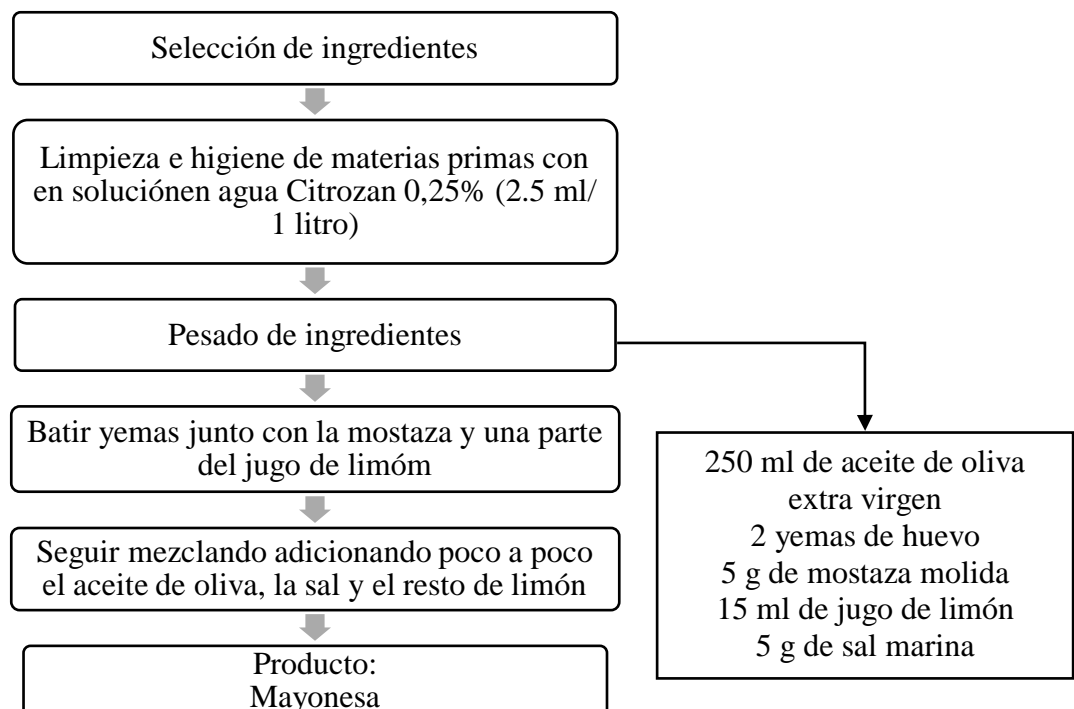 Selección de ingredientes
Limpieza e higiene de materias primas con
en soluciónen agua Citrozan 0,25% (2.5 ml/
1 litro)
Pesado de ingredientes
Batir yemas junto con la mostaza y una parte
del jugo de limóm
Seguir mezclando adicionando poco a poco
el aceite de oliva, la sal y el resto de limón
Producto:
Mayonesa
250 ml de aceite de oliva
extra virgen
2 yemas de huevo
5 g de mostaza molida
15 ml de jugo de limón
5 g de sal marina